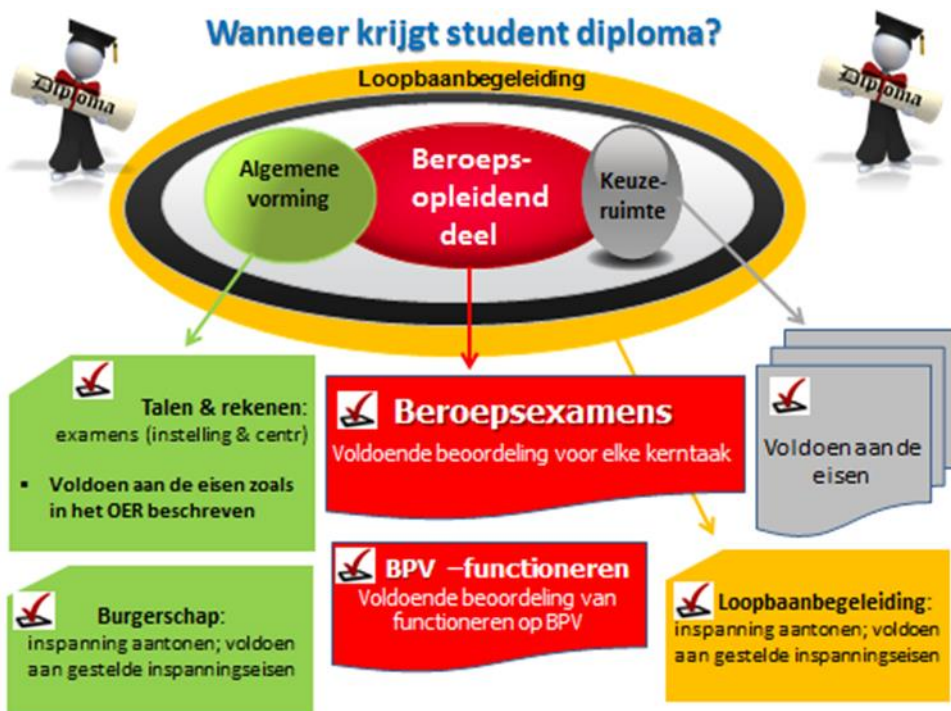 Wanneer krijgt student diploma?
Diploma
Diploma
Loopbaanbegeleiding
Algemene
vorming
Beroeps-
opleidend
deel
Keuze-
ruimte
Talen & rekenen:
examens (instelling & centr)
▪ Voldoen aan de eisen zoals
in het OER beschreven
Beroepsexamens
Voldoende beoordeling voor elke kerntaak
Voldoen aan de
eisen
Burgerschap:
inspanning aantonen; voldoen
aan gestelde inspanningseisen
BPV –functioneren
Voldoende beoordeling van
functioneren op BPV
Loopbaanbegeleiding:
inspanning aantonen; voldoen
aan gestelde inspanningseisen